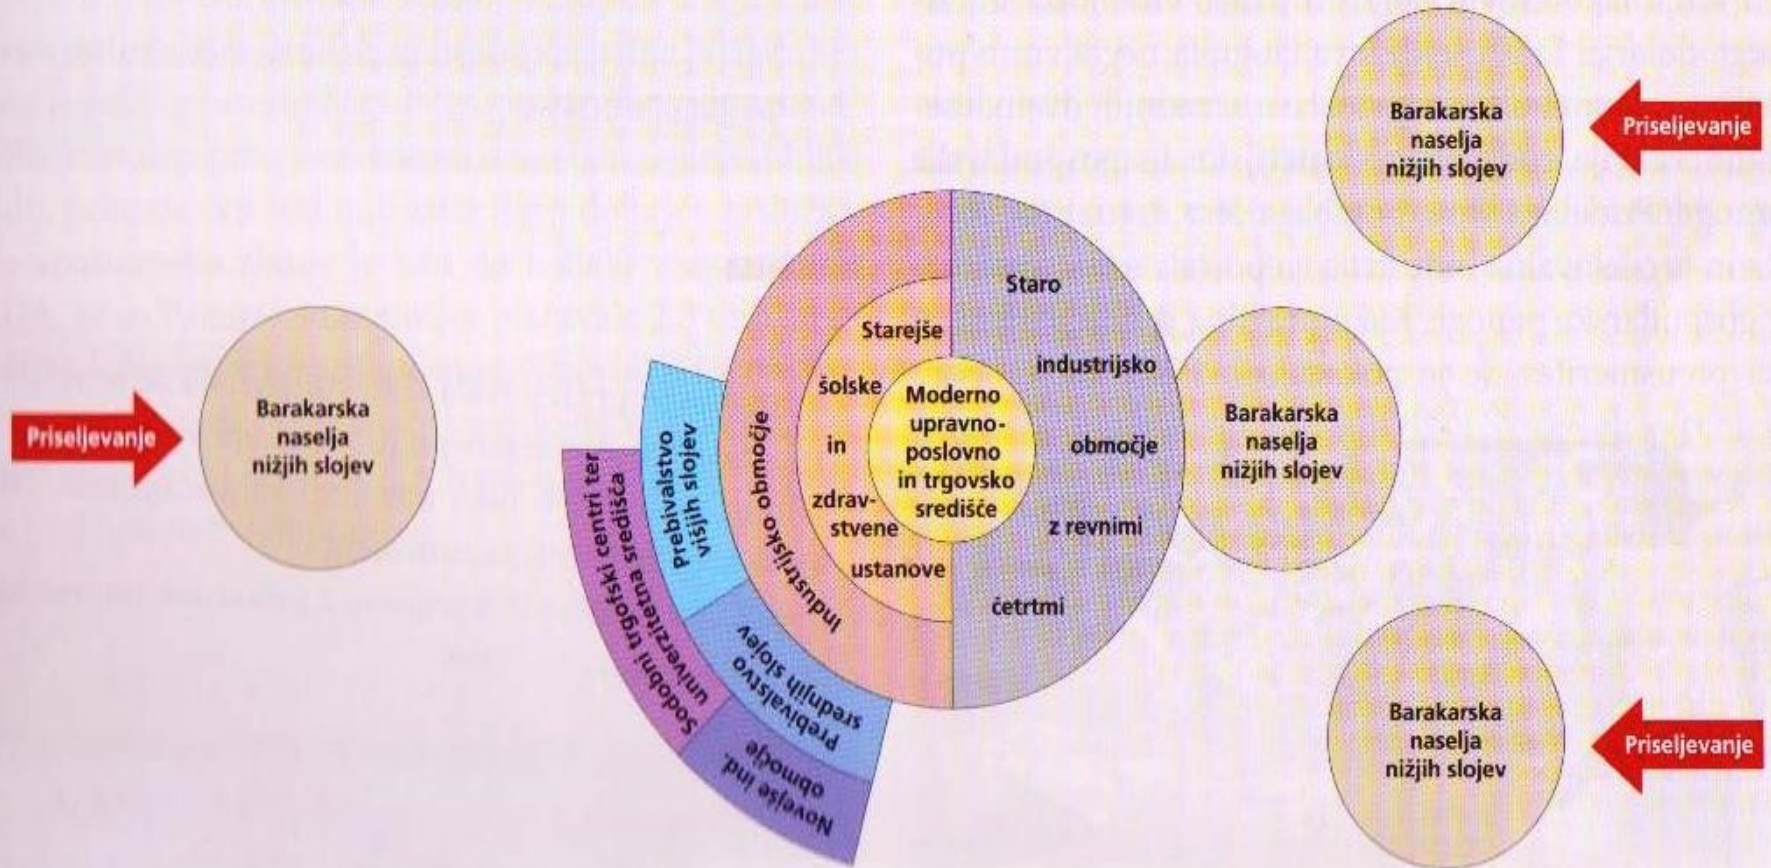 Barakarska
naselja
nižjih slojev
Priseljevanje
Staro
industrijsko
območje
z revnimi
četrtmi
Starejše
šolske
in
zdrav-
stvene
ustanove
Moderno
upravno-
poslovno
in trgovsko
središče
Barakarska
naselja
nižjih slojev
Priseljevanje
Barakarska
naselja
nižjih slojev
Industrijsko območje
Prebivalstvo
višjih slojev
Sodobni trgofski centri ter
univerzitetna središča
Prebivalstvo
srednjih slojev
Novejše ind.
območje
Barakarska
naselja
nižjih slojev
Priseljevanje